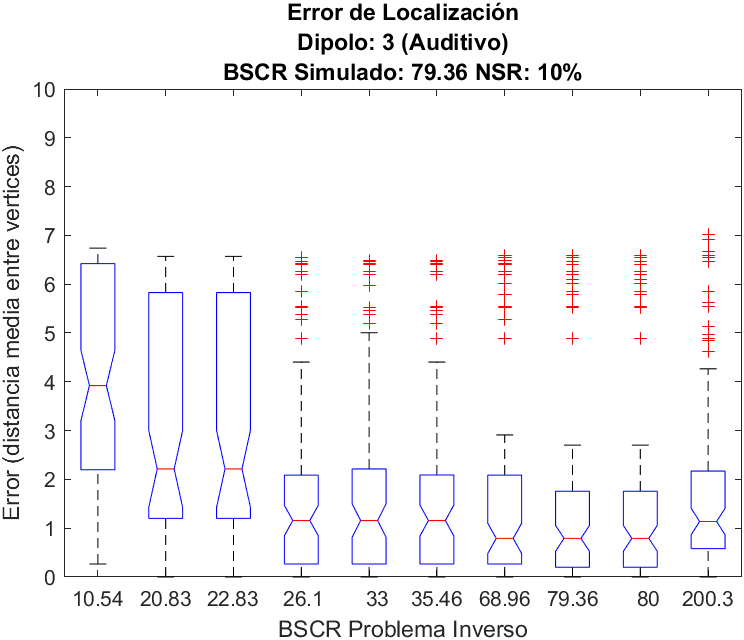 Error de Localización
Dipolo: 3 (Auditivo)
BSCR Simulado: 79.36 NSR: 10%
Error (distancia media entre vertices)
10
9
8
7
6
5
4
3
2
1
0
10.54 20.83 22.83 26.1 33 35.46 68.96 79.36 80 200.3
BSCR Problema Inverso